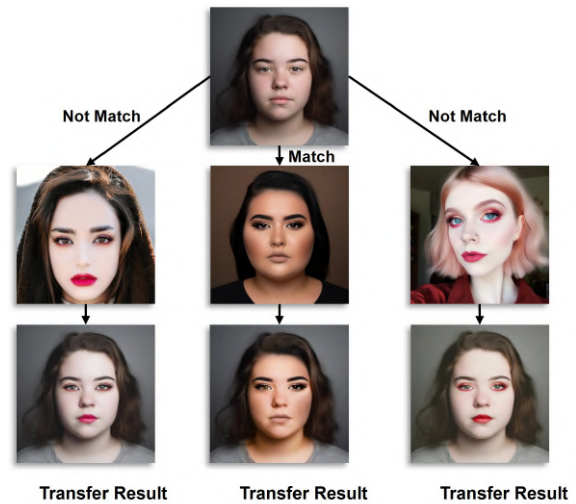 Not Match
Not Match
Match
Transfer Result
Transfer Result
Transfer Result